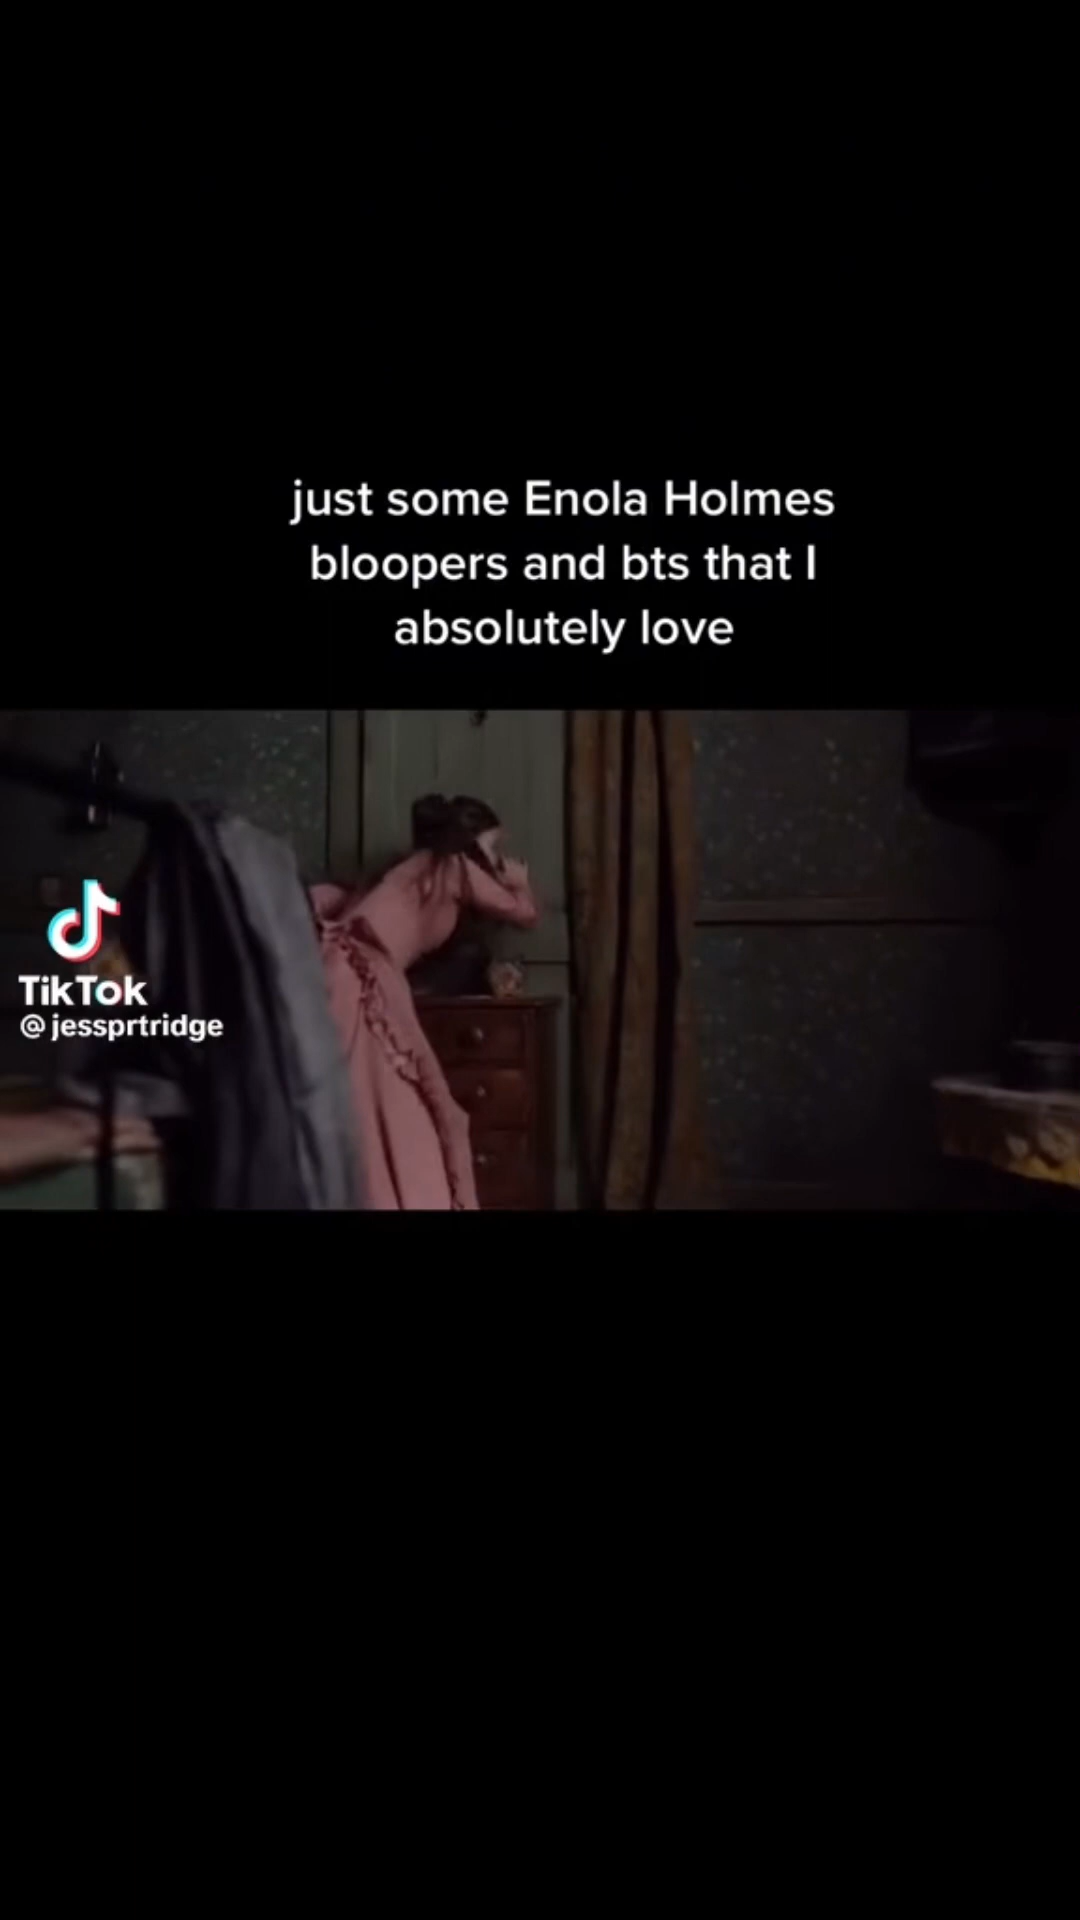 just some Enola Holmes
bloopers and bts that I
absolutely love
TikTok
@jessprtridge